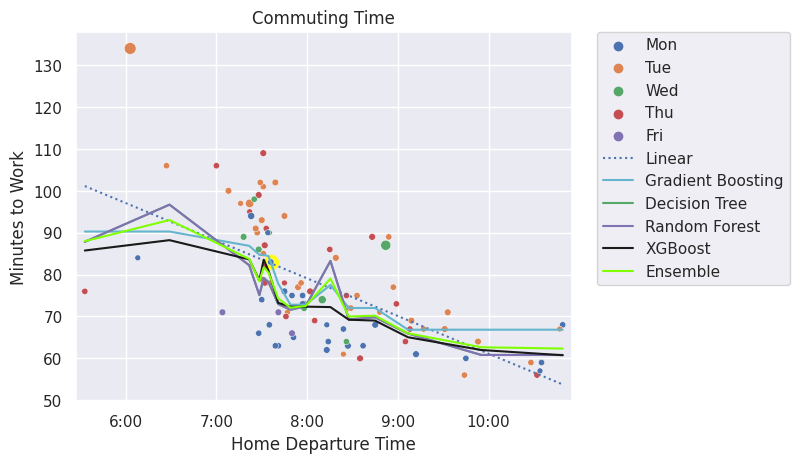 Commuting Time
Minutes to Work
130
120
110
100
90
80
70
60
50
6:00 7:00 8:00 9:00 10:00
Home Departure Time
Mon
Tue
Wed
Thu
Fri
Linear
Gradient Boosting
Decision Tree
Random Forest
XGBoost
Ensemble